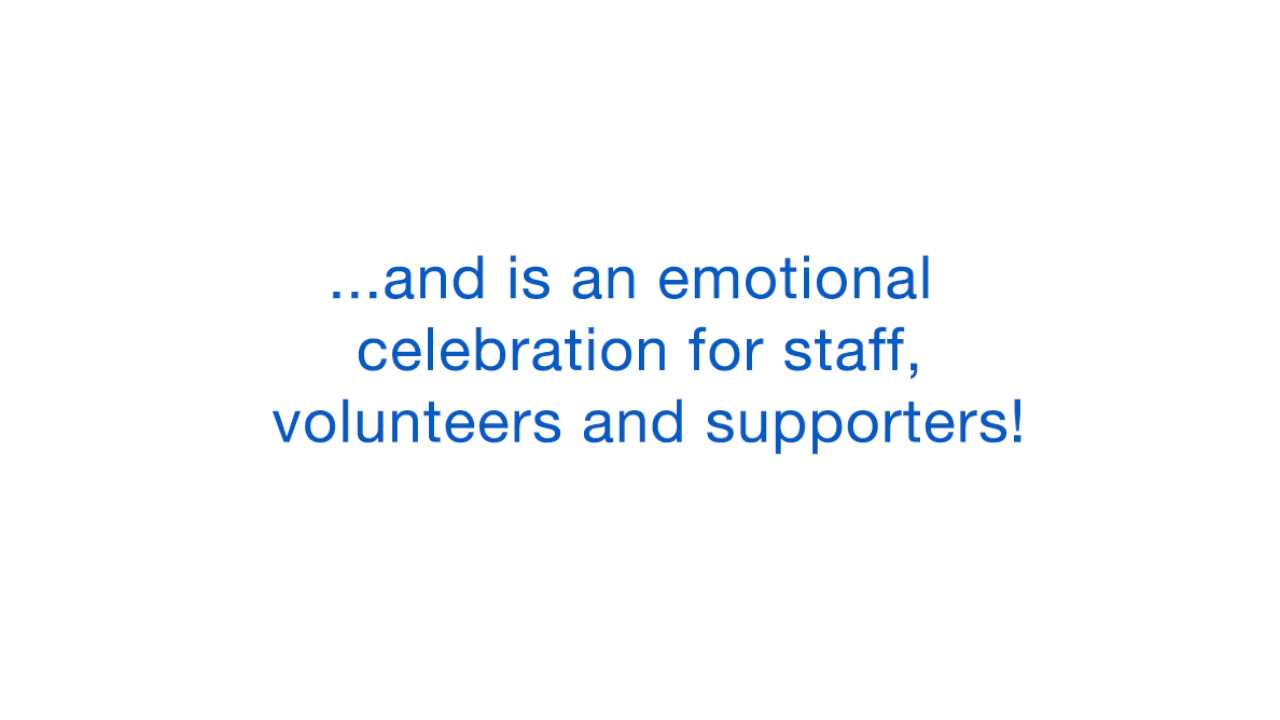 ...and is an emotional
celebration for staff,
volunteers and supporters!